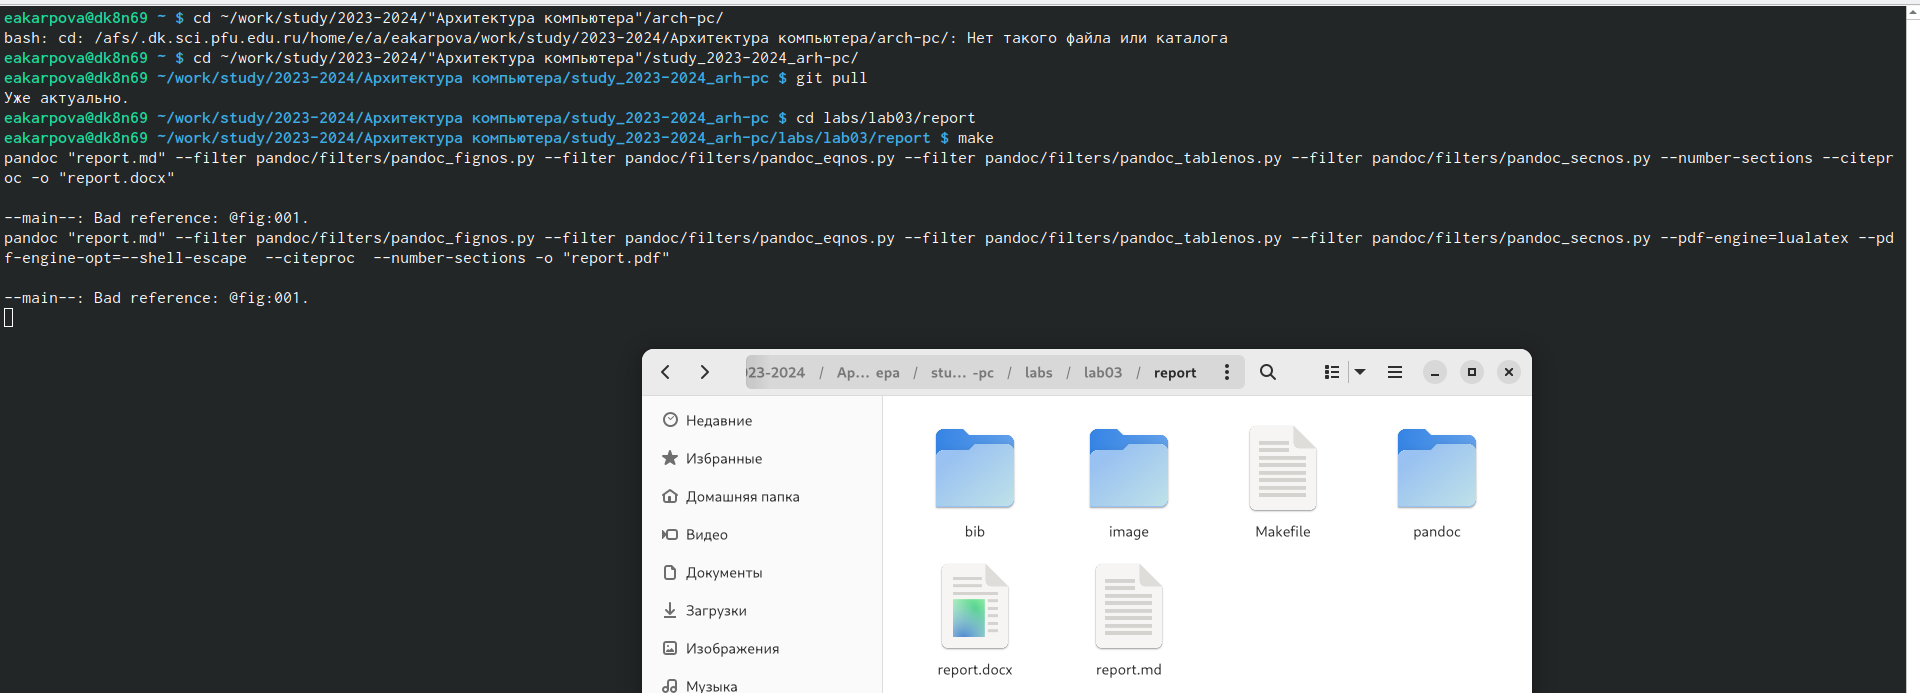 eakarpova@dk8n69 ~ $ cd ~/work/study/2023-2024/"Архитектура компьютера"/arch-pc/
bash: cd: /afs/.dk.sci.pfu.edu.ru/home/e/a/eakarpova/work/study/2023-2024/Архитектура компьютера/arch-pc/: Нет такого файла или каталога
eakarpova@dk8n69 ~ $ cd ~/work/study/2023-2024/"Архитектура компьютера"/study_2023-2024_arh-pc/
eakarpova@dk8n69 ~/work/study/2023-2024/Архитектура компьютера/study_2023-2024_arh-pc $ git pull
Уже актуально.
eakarpova@dk8n69 ~/work/study/2023-2024/Архитектура компьютера/study_2023-2024_arh-pc $ cd labs/lab03/report
eakarpova@dk8n69 ~/work/study/2023-2024/Архитектура компьютера/study_2023-2024_arh-pc/labs/lab03/report $ make
pandoc "report.md" --filter pandoc/filters/pandoc_fignos.py --filter pandoc/filters/pandoc_eqnos.py --filter pandoc/filters/pandoc_tablenos.py --filter pandoc/filters/pandoc_secnos.py --number-sections --citepr
oc -o "report.docx"
--main--: Bad reference: @fig:001.
pandoc "report.md" --filter pandoc/filters/pandoc_fignos.py --filter pandoc/filters/pandoc_eqnos.py --filter pandoc/filters/pandoc_tablenos.py --filter pandoc/filters/pandoc_secnos.py --pdf-engine=lualatex --pd
f-engine-opt=--shell-escape  --citeproc  --number-sections -o "report.pdf"
--main--: Bad reference: @fig:001.
023-2024 / Ар... ера / stu... -pc / labs / lab03 / report
Недавние
Избранные
Домашняя папка
Видео
Документы
Загрузки
Изображения
Музыка
bib
image
Makefile
pandoc
report.docx
report.md